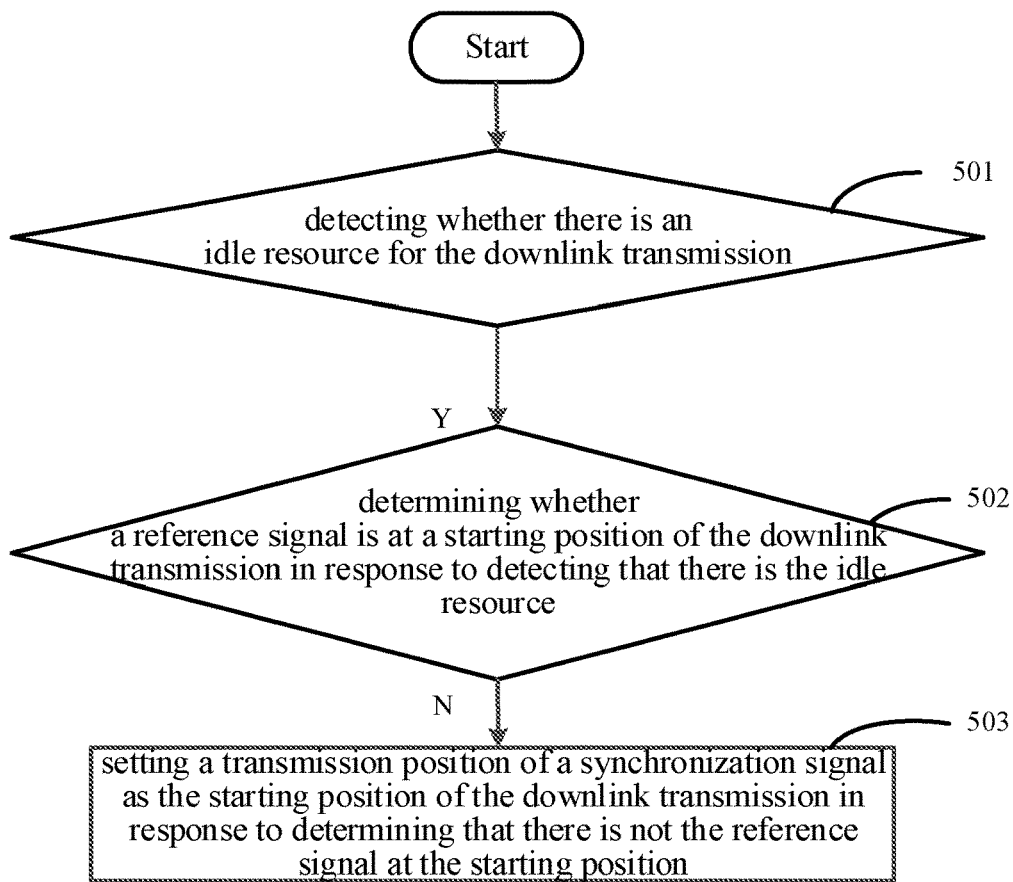 Start
501
detecting whether there is an
idle resource for the downlink transmission
Y
502
determining whether
a reference signal is at a starting position of the downlink
transmission in response to detecting that there is the idle
resource
N
503
setting a transmission position of a synchronization signal
as the starting position of the downlink transmission in
response to determining that there is not the reference
signal at the starting position